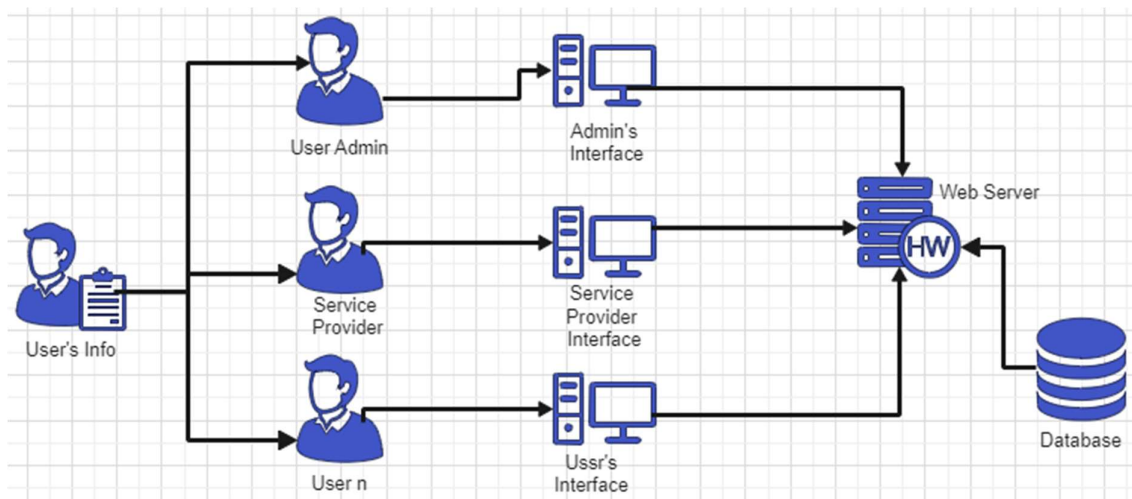 User Admin
Admin's
Interface
Web Server
HW
User's Info
Service
Provider
Service
Provider
Interface
Database
User n
Ussr's
Interface